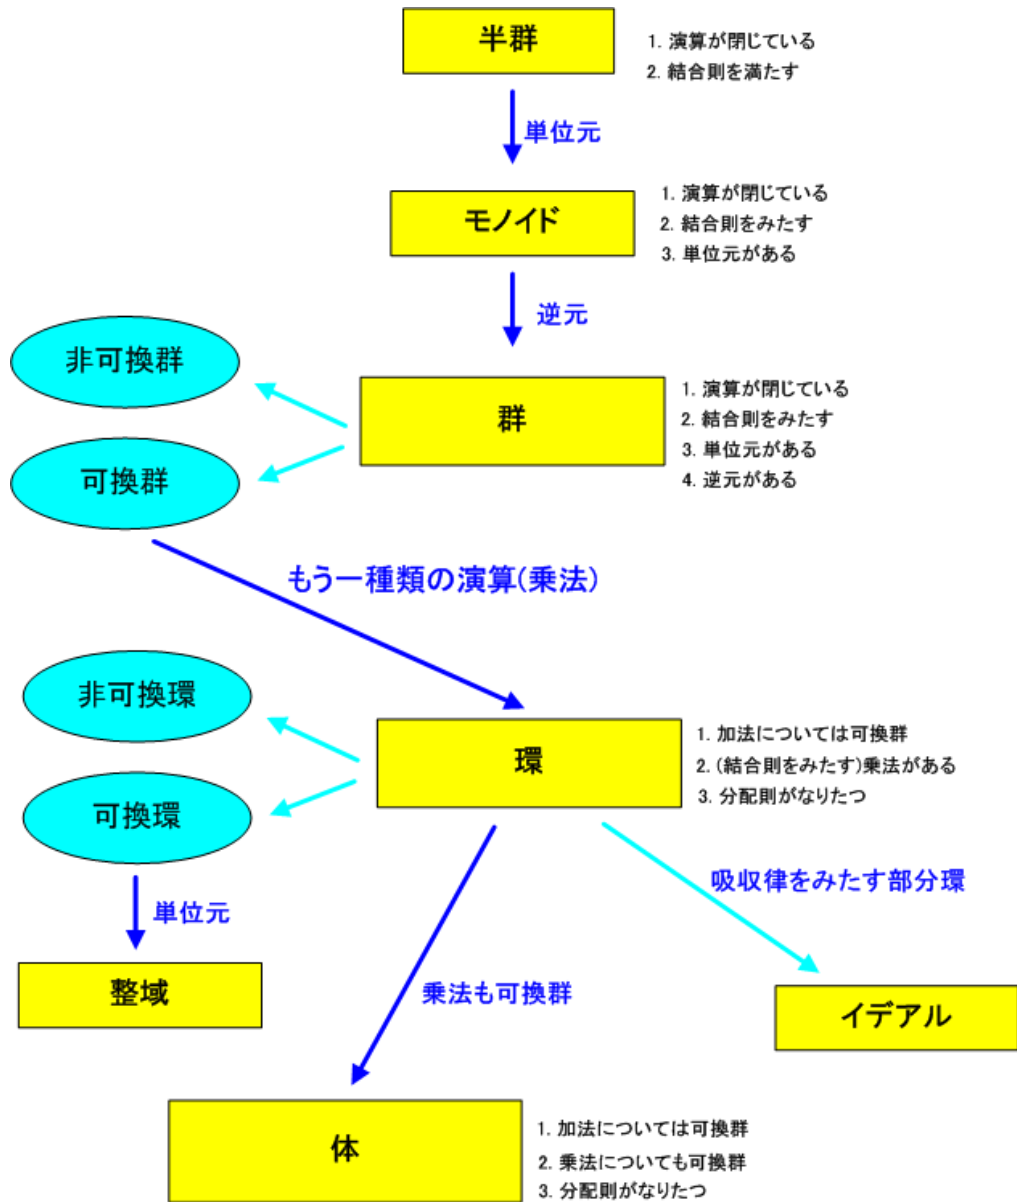 半群
1. 演算が閉じている
2. 結合則を満たす
単位元
モノイド
1. 演算が閉じている
2. 結合則をみたす
3. 単位元がある
逆元
非可換群
可換群
群
1. 演算が閉じている
2. 結合則をみたす
3. 単位元がある
4. 逆元がある
もう一種類の演算(乗法)
非可換環
可換環
環
1. 加法については可換群
2. (結合則をみたす)乗法がある
3. 分配則がなりたつ
単位元
整域
乗法も可換群
吸収律をみたす部分環
イデアル
体
1. 加法については可換群
2. 乗法についても可換群
3. 分配則がなりたつ